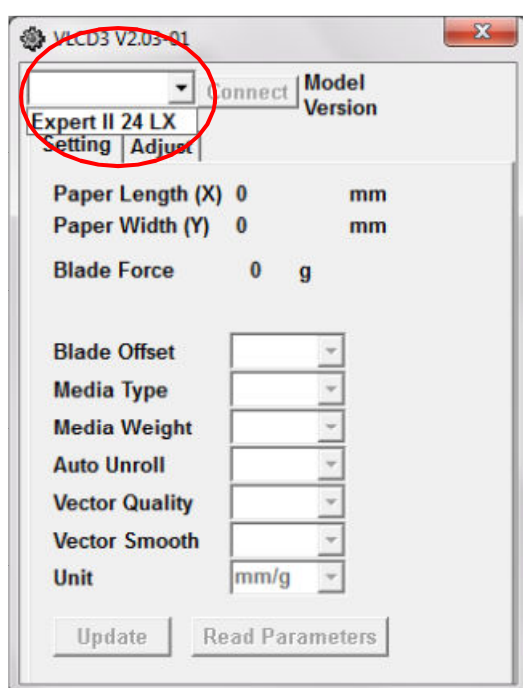 VLCD3 V2.03-01
Connect Model
Version
Expert II 24 LX
Setting Adjust
Paper Length (X) 0 mm
Paper Width (Y) 0 mm
Blade Force 0 g
Blade Offset
Media Type
Media Weight
Auto Unroll
Vector Quality
Vector Smooth
Unit mm/g
Update Read Parameters